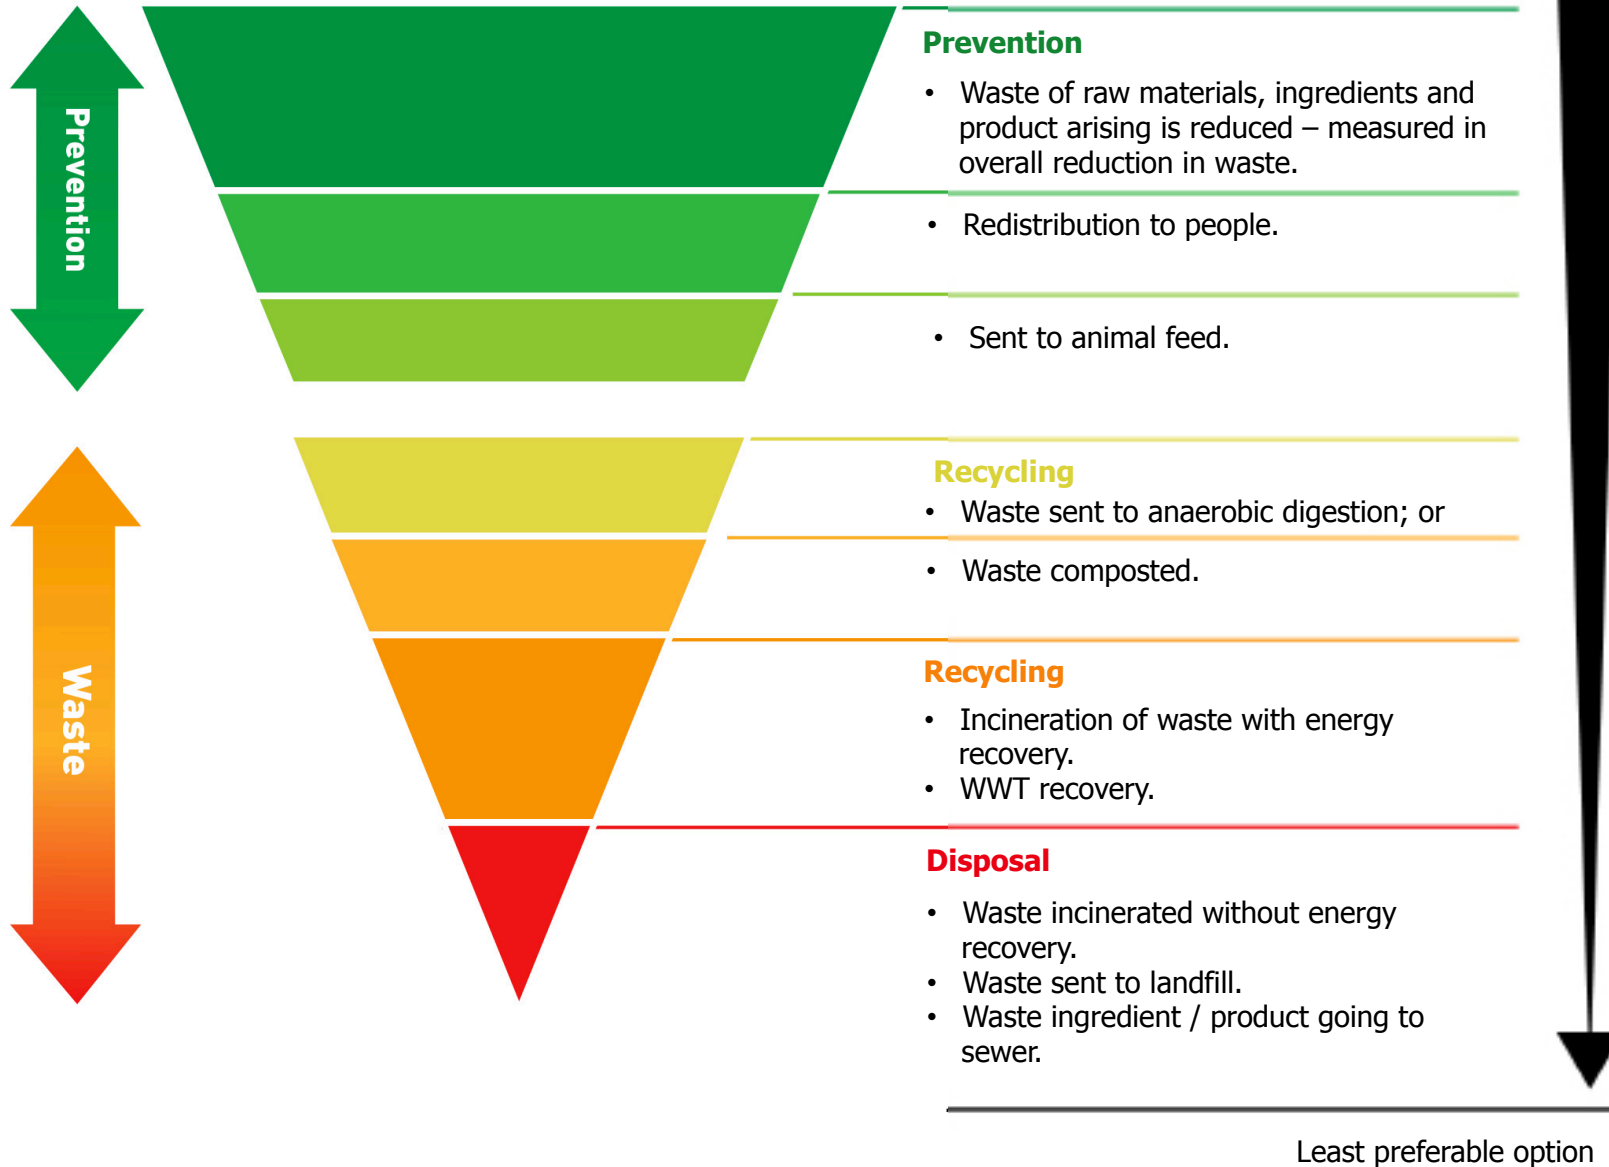 Prevention
Prevention
• Waste of raw materials, ingredients and
product arising is reduced – measured in
overall reduction in waste.
• Redistribution to people.
• Sent to animal feed.
Waste
Recycling
• Waste sent to anaerobic digestion; or
• Waste composted.
Recycling
• Incineration of waste with energy
recovery.
• WWT recovery.
Disposal
• Waste incinerated without energy
recovery.
• Waste sent to landfill.
• Waste ingredient / product going to
sewer.
Least preferable option